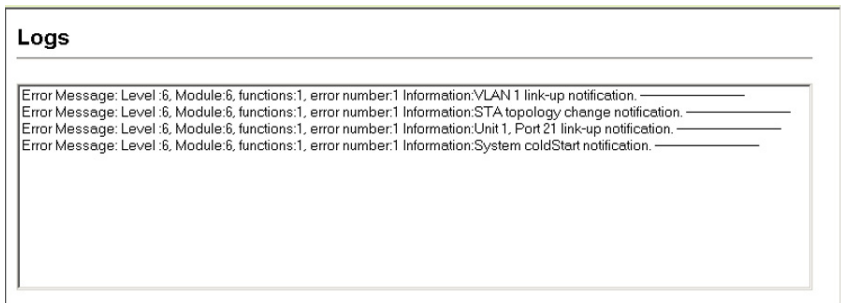 Logs
Error Message: Level :6, Module:6, functions:1, error number:1 Information:VLAN 1 link-up notification.
Error Message: Level :6, Module:6, functions:1, error number:1 Information:STA topology change notification.
Error Message: Level :6, Module:6, functions:1, error number:1 Information:Unit 1, Port 21 link-up notification.
Error Message: Level :6, Module:6, functions:1, error number:1 Information:System coldStart notification.